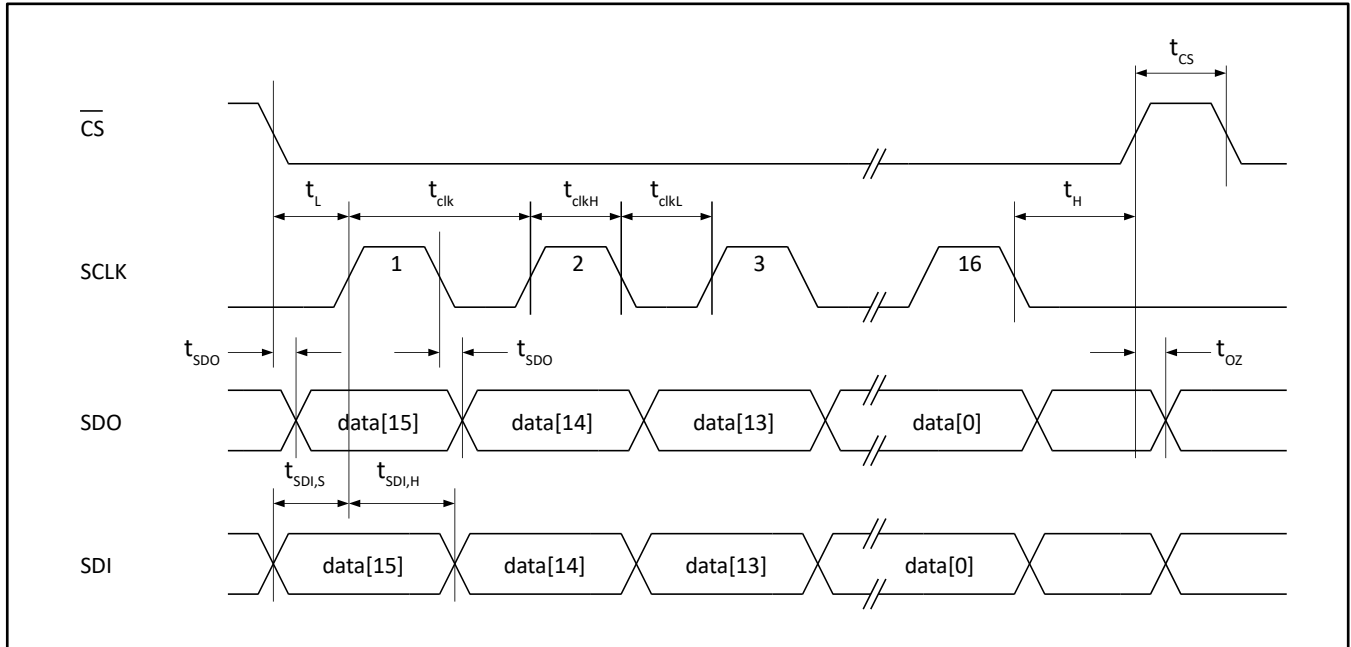 t_CS
C̅S̅
t_L t_clk t_clkH t_clkL t_H
SCLK 1 2 3 16
t_SDO t_SDO t_OZ
SDO data[15] data[14] data[13] data[0]
t_SDI,S t_SDI,H
SDI data[15] data[14] data[13] data[0]